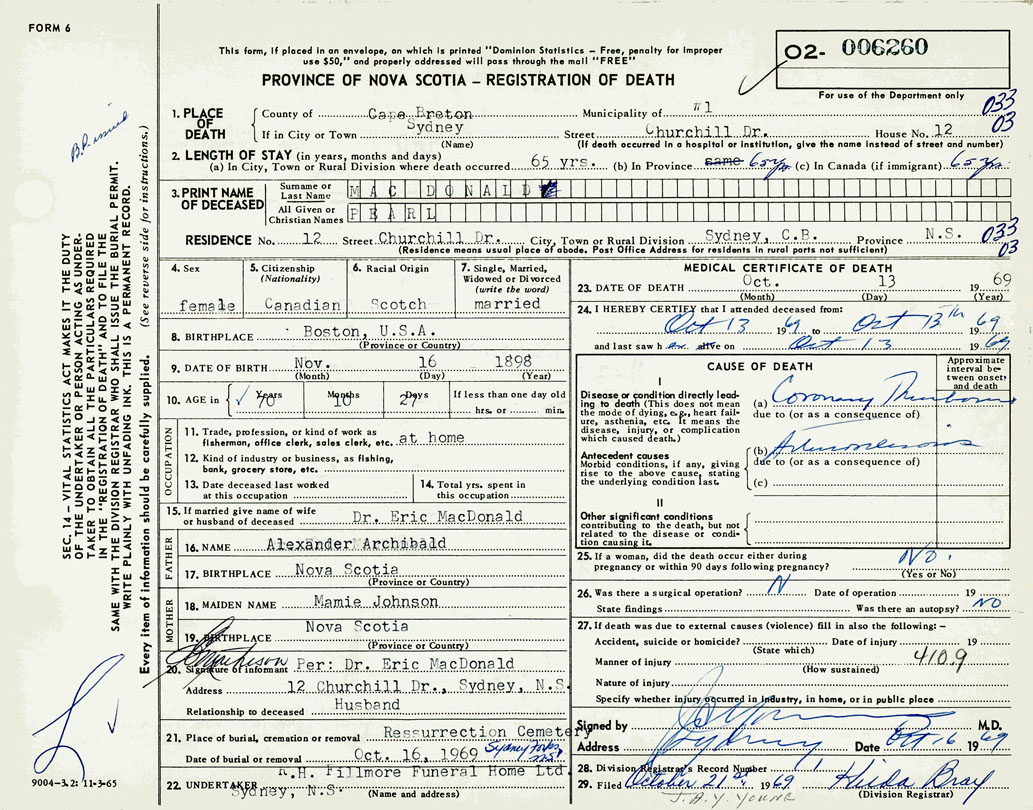 FORM 6
This form, if placed in an envelope, on which is printed "Dominion Statistics – Free, penalty for improper
use $50," and properly addressed will pass through the mail "FREE"
PROVINCE OF NOVA SCOTIA – REGISTRATION OF DEATH
O2- 006260
For use of the Department only
1. PLACE OF DEATH
County of Cape Breton Municipality of #1 033
If in City or Town Sydney Street Churchill Dr. House No. 12 03
(Name) (If death occurred in a hospital or institution, give the name instead of street and number)
2. LENGTH OF STAY (in years, months and days)
(a) In City, Town or Rural Division where death occurred 65 yrs. (b) In Province same 65 yrs (c) In Canada (if immigrant) 65 yrs.
3. PRINT NAME OF DECEASED
Surname or Last Name MAC DONALD
All Given or Christian Names PEARL
RESIDENCE No. 12 Street Churchill Dr. City, Town or Rural Division Sydney, C.B. Province N.S. 033
(Residence means usual place of abode. Post Office Address for residents in rural parts not sufficient) 03
4. Sex
female
5. Citizenship (Nationality)
Canadian
6. Racial Origin
Scotch
7. Single, Married, Widowed or Divorced (write the word)
married
8. BIRTHPLACE Boston, U.S.A.
(Province or Country)
9. DATE OF BIRTH Nov. 16 1898
(Month) (Day) (Year)
10. AGE in Years 70 Months 10 Days 27 If less than one day old
hrs. or min.
OCCUPATION
11. Trade, profession, or kind of work as
fisherman, office clerk, sales clerk, etc. at home
12. Kind of industry or business, as fishing,
bank, grocery store, etc.
13. Date deceased last worked
at this occupation
14. Total yrs. spent in
this occupation
15. If married give name of wife
or husband of deceased Dr. Eric MacDonald
FATHER
16. NAME Alexander Archibald
17. BIRTHPLACE Nova Scotia
(Province or Country)
MOTHER
18. MAIDEN NAME Mamie Johnson
19. BIRTHPLACE Nova Scotia
(Province or Country)
20. Signature of informant Per: Dr. Eric MacDonald
Address 12 Churchill Dr., Sydney, N.S.
Relationship to deceased Husband
21. Place of burial, cremation or removal Ressurrection Cemetery
Date of burial or removal Oct. 16, 1969 Sydney Forks NS
22. UNDERTAKER A.H. Fillmore Funeral Home Ltd.
Sydney, N.S.
(Name and address)
MEDICAL CERTIFICATE OF DEATH
23. DATE OF DEATH Oct. 13 1969
(Month) (Day) (Year)
24. I HEREBY CERTIFY that I attended deceased from:
Oct 13 1969 to Oct 13th 1969
and last saw her alive on Oct 13 1969
CAUSE OF DEATH
Approximate interval between onset and death
I
Disease or condition directly leading to death (This does not mean
the mode of dying, e.g., heart failure, asthenia, etc. It means the
disease, injury, or complication
which caused death.)
(a) Coronary Thrombosis
due to (or as a consequence of)
Antecedent causes
Morbid conditions, if any, giving
rise to the above cause, stating
the underlying condition last.
(b) Arteriosclerosis
due to (or as a consequence of)
(c)
II
Other significant conditions
contributing to the death, but not
related to the disease or condition causing it.
25. If a woman, did the death occur either during
pregnancy or within 90 days following pregnancy? No.
(Yes or No)
26. Was there a surgical operation? N Date of operation 19
State findings Was there an autopsy? NO
27. If death was due to external causes (violence) fill in also the following: –
Accident, suicide or homicide? Date of injury 19
(State which)
Manner of injury 410.9
(How sustained)
Nature of injury
Specify whether injury occurred in industry, in home, or in public place
Signed by M.D.
Address Sydney Date Oct 16 1969
28. Division Registrar's Record Number
29. Filed October 21st 1969 Hilda Bray
(Division Registrar)
J.A.Y. YOUNG
SEC. 14 – VITAL STATISTICS ACT MAKES IT THE DUTY
OF THE UNDERTAKER OR PERSON ACTING AS UNDER-
TAKER TO OBTAIN ALL THE PARTICULARS REQUIRED
IN THE "REGISTRATION OF DEATH" AND TO FILE THE
SAME WITH THE DIVISION REGISTRAR WHO SHALL ISSUE THE BURIAL PERMIT.
WRITE PLAINLY WITH UNFADING INK. THIS IS A PERMANENT RECORD.
Every item of information should be carefully supplied. (See reverse side for instructions.)
9004-3.2: 11-3-65